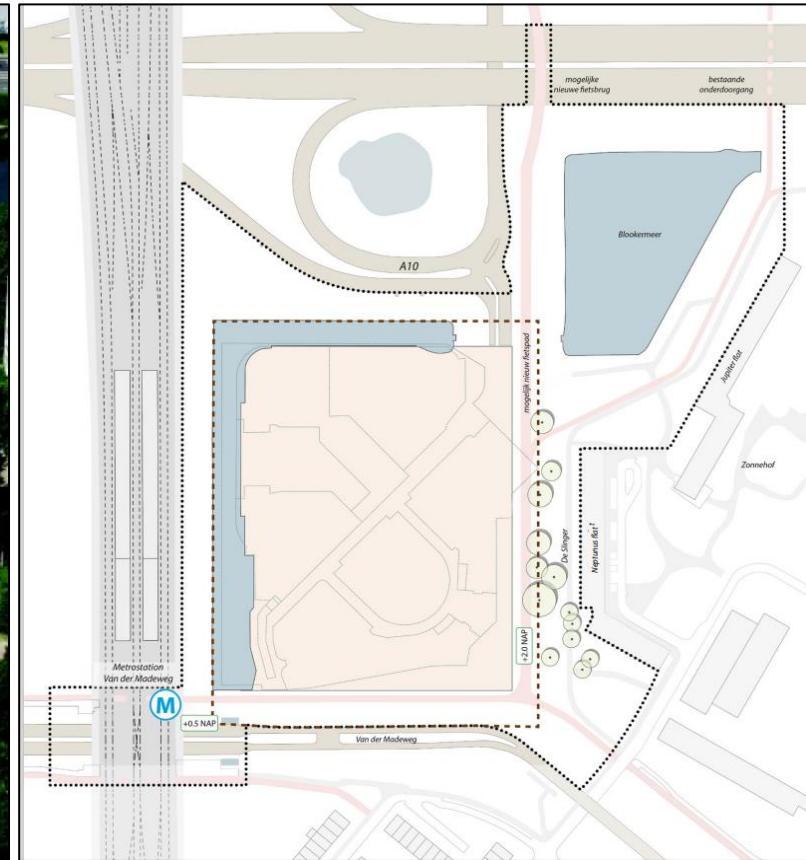 mogelijke
nieuwe fietsbrug
bestaande
onderdoorgang
Blookermeer
A10
mogelijk nieuw fietspad
Jupiter flat
Zonnehof
De Slinger
Neptunus flat
+2.0 NAP
Metrostation
Van der Madeweg
M
+0.5 NAP
Van der Madeweg